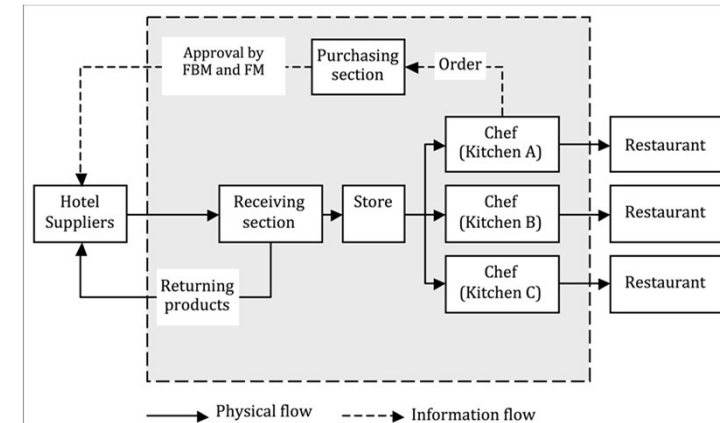 Approval by
FBM and FM
Purchasing
section
Order
Chef
(Kitchen A)
Restaurant
Hotel
Suppliers
Receiving
section
Store
Chef
(Kitchen B)
Restaurant
Returning
products
Chef
(Kitchen C)
Restaurant
Physical flow
Information flow